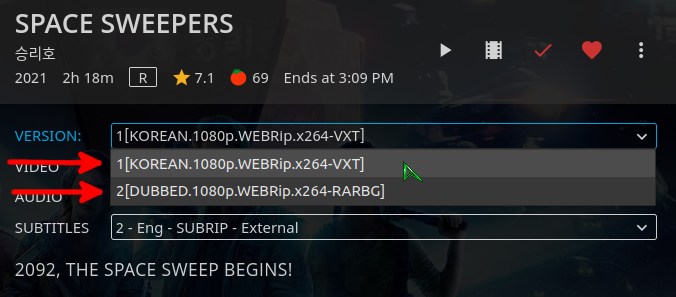 SPACE SWEEPERS
승리호
2021 2h 18m R 7.1 69 Ends at 3:09 PM
VERSION: 1[KOREAN.1080p.WEBRip.x264-VXT]
VIDEO 1[KOREAN.1080p.WEBRip.x264-VXT]
AUDIO 2[DUBBED.1080p.WEBRip.x264-RARBG]
SUBTITLES 2 - Eng - SUBRIP - External
2092, THE SPACE SWEEP BEGINS!